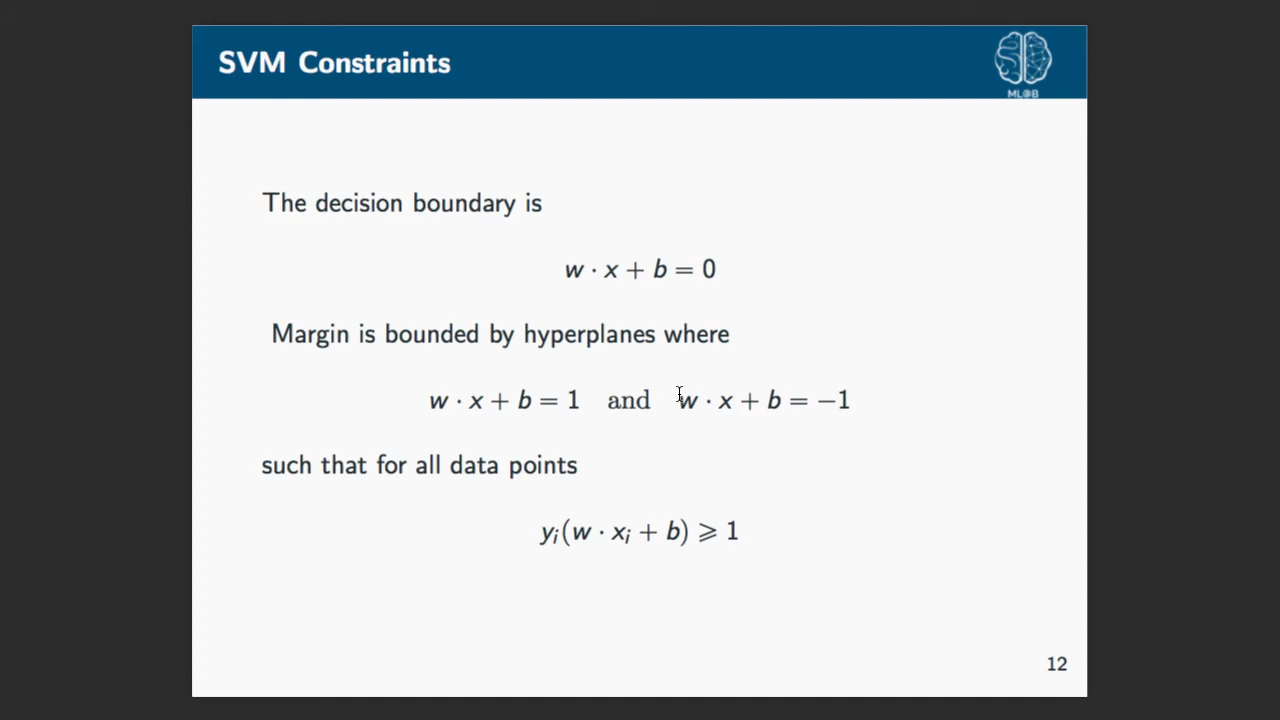 SVM Constraints
ML@B
The decision boundary is
w · x + b = 0
Margin is bounded by hyperplanes where
w · x + b = 1 and w · x + b = −1
such that for all data points
yᵢ(w · xᵢ + b) ⩾ 1
12